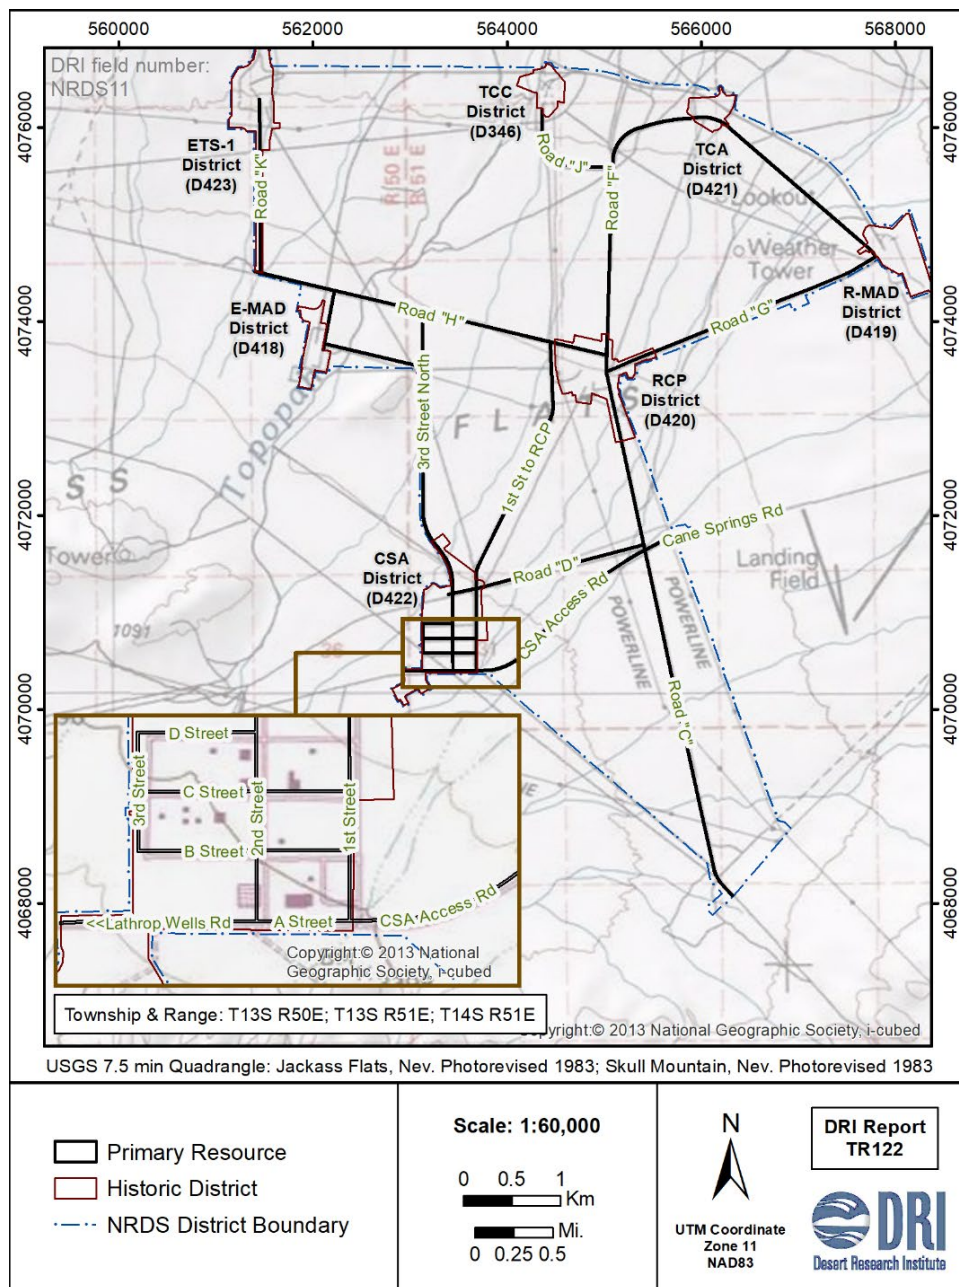 560000 562000 564000 566000 568000
DRI field number:
NRDS11
4076000
4074000
4072000
4070000
4068000
4076000
4074000
4072000
4070000
4068000
TCC
District
(D346)
ETS-1
District
(D423)
Road "K"
R 50 E
R 51 E
Road "J"
Road "F"
TCA
District
(D421)
Lookout
Weather
Tower
E-MAD
District
(D418)
Road "H"
Road "G"
R-MAD
District
(D419)
RCP
District
(D420)
Topopah
3rd Street North
FLATS
1st St to RCP
S S
Tower
CSA
District
(D422)
Road "D"
Cane Springs Rd
Landing
Field
CSA Access Rd
POWERLINE
POWERLINE
1091
36
31
Road "C"
D Street
C Street
B Street
3rd Street
2nd Street
1st Street
<<Lathrop Wells Rd
A Street
CSA Access Rd
Copyright:© 2013 National
Geographic Society, i-cubed
Township & Range: T13S R50E; T13S R51E; T14S R51E
Copyright:© 2013 National Geographic Society, i-cubed
USGS 7.5 min Quadrangle: Jackass Flats, Nev. Photorevised 1983; Skull Mountain, Nev. Photorevised 1983
Primary Resource
Historic District
NRDS District Boundary
Scale: 1:60,000
0 0.5 1
Km
Mi.
0 0.25 0.5
N
UTM Coordinate
Zone 11
NAD83
DRI Report
TR122
DRI
Desert Research Institute